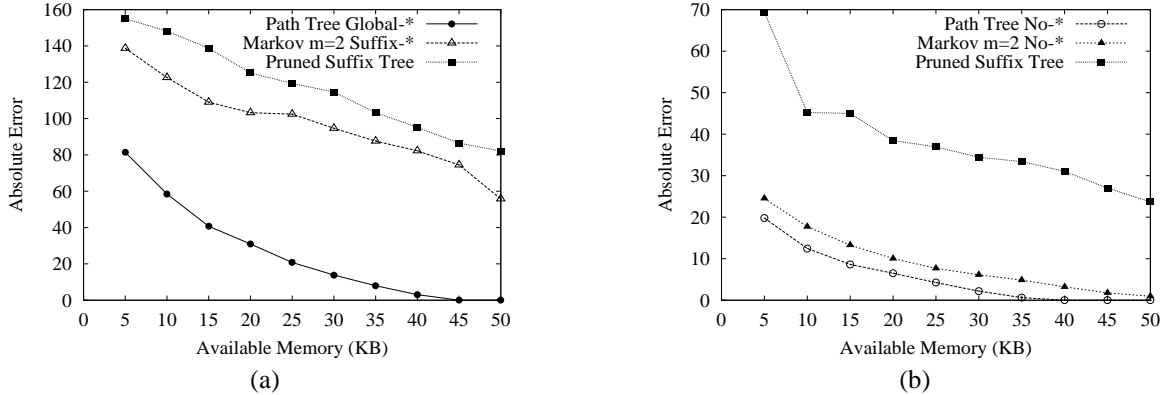 Path Tree Global-*
Markov m=2 Suffix-*
Pruned Suffix Tree
160
140
120
100
80
60
40
20
0
Absolute Error
0 5 10 15 20 25 30 35 40 45 50
Available Memory (KB)
(a)
Path Tree No-*
Markov m=2 No-*
Pruned Suffix Tree
70
60
50
40
30
20
10
0
Absolute Error
0 5 10 15 20 25 30 35 40 45 50
Available Memory (KB)
(b)